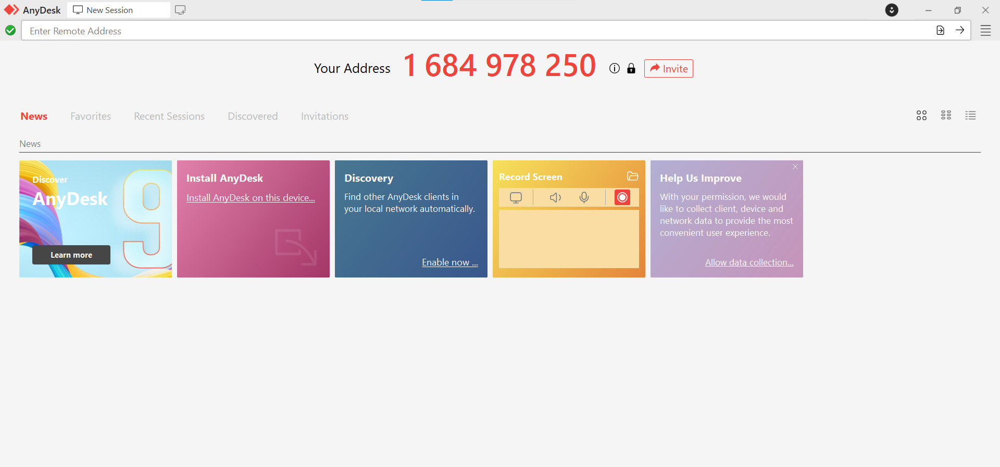 AnyDesk
New Session
Enter Remote Address
Your Address 1 684 978 250 Invite
News Favorites Recent Sessions Discovered Invitations
News
Discover
AnyDesk
9
Learn more
Install AnyDesk
Install AnyDesk on this device...
Discovery
Find other AnyDesk clients in
your local network automatically.
Enable now ...
Record Screen
Help Us Improve
With your permission, we would
like to collect client, device and
network data to provide the most
convenient user experience.
Allow data collection...